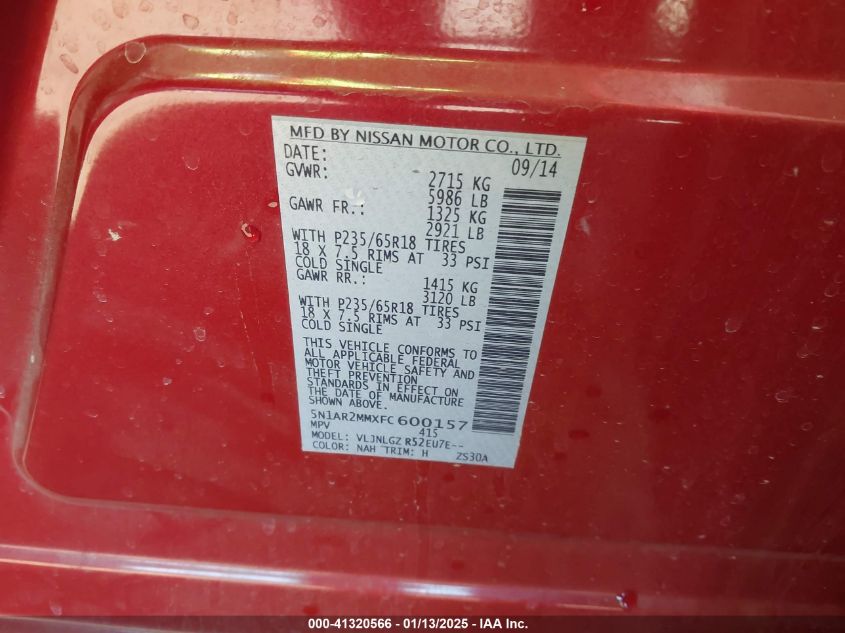 MFD BY NISSAN MOTOR CO., LTD.
DATE: 09/14
GVWR: 2715 KG
5986 LB
GAWR FR.: 1325 KG
2921 LB
WITH P235/65R18 TIRES
18 X 7.5 RIMS AT 33 PSI
COLD SINGLE
GAWR RR.: 1415 KG
3120 LB
WITH P235/65R18 TIRES
18 X 7.5 RIMS AT 33 PSI
COLD SINGLE
THIS VEHICLE CONFORMS TO
ALL APPLICABLE FEDERAL
MOTOR VEHICLE SAFETY AND
THEFT PREVENTION
STANDARDS IN EFFECT ON
THE DATE OF MANUFACTURE
SHOWN ABOVE.
5N1AR2MMXFC600157
MPV 415
MODEL: VLJNLGZ R52EU7E--
COLOR: NAH TRIM: H ZS30A
000-41320566 - 01/13/2025 - IAA Inc.